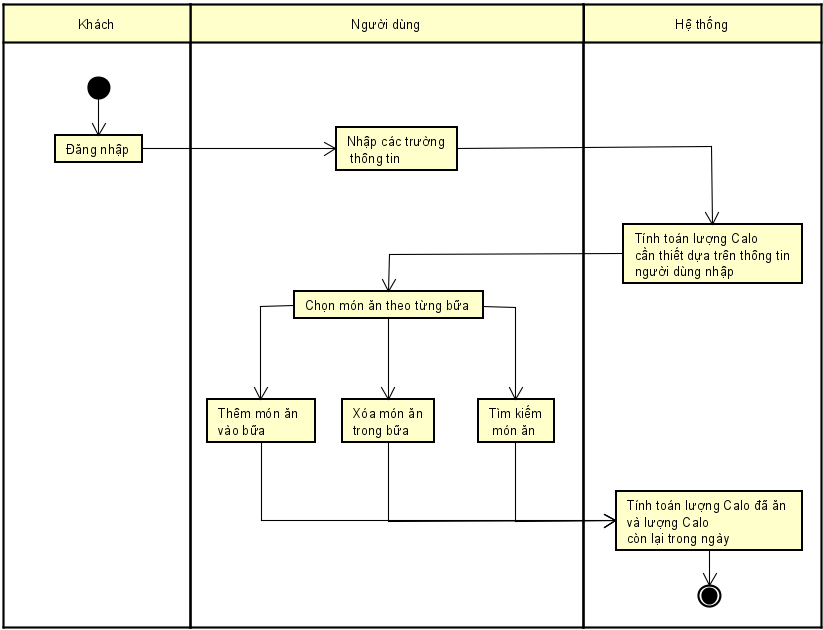 Khách
Người dùng
Hệ thống
Đăng nhập
Nhập các trường
thông tin
Tính toán lượng Calo
cần thiết dựa trên thông tin
người dùng nhập
Chọn món ăn theo từng bữa
Thêm món ăn
vào bữa
Xóa món ăn
trong bữa
Tìm kiếm
món ăn
Tính toán lượng Calo đã ăn
và lượng Calo
còn lại trong ngày